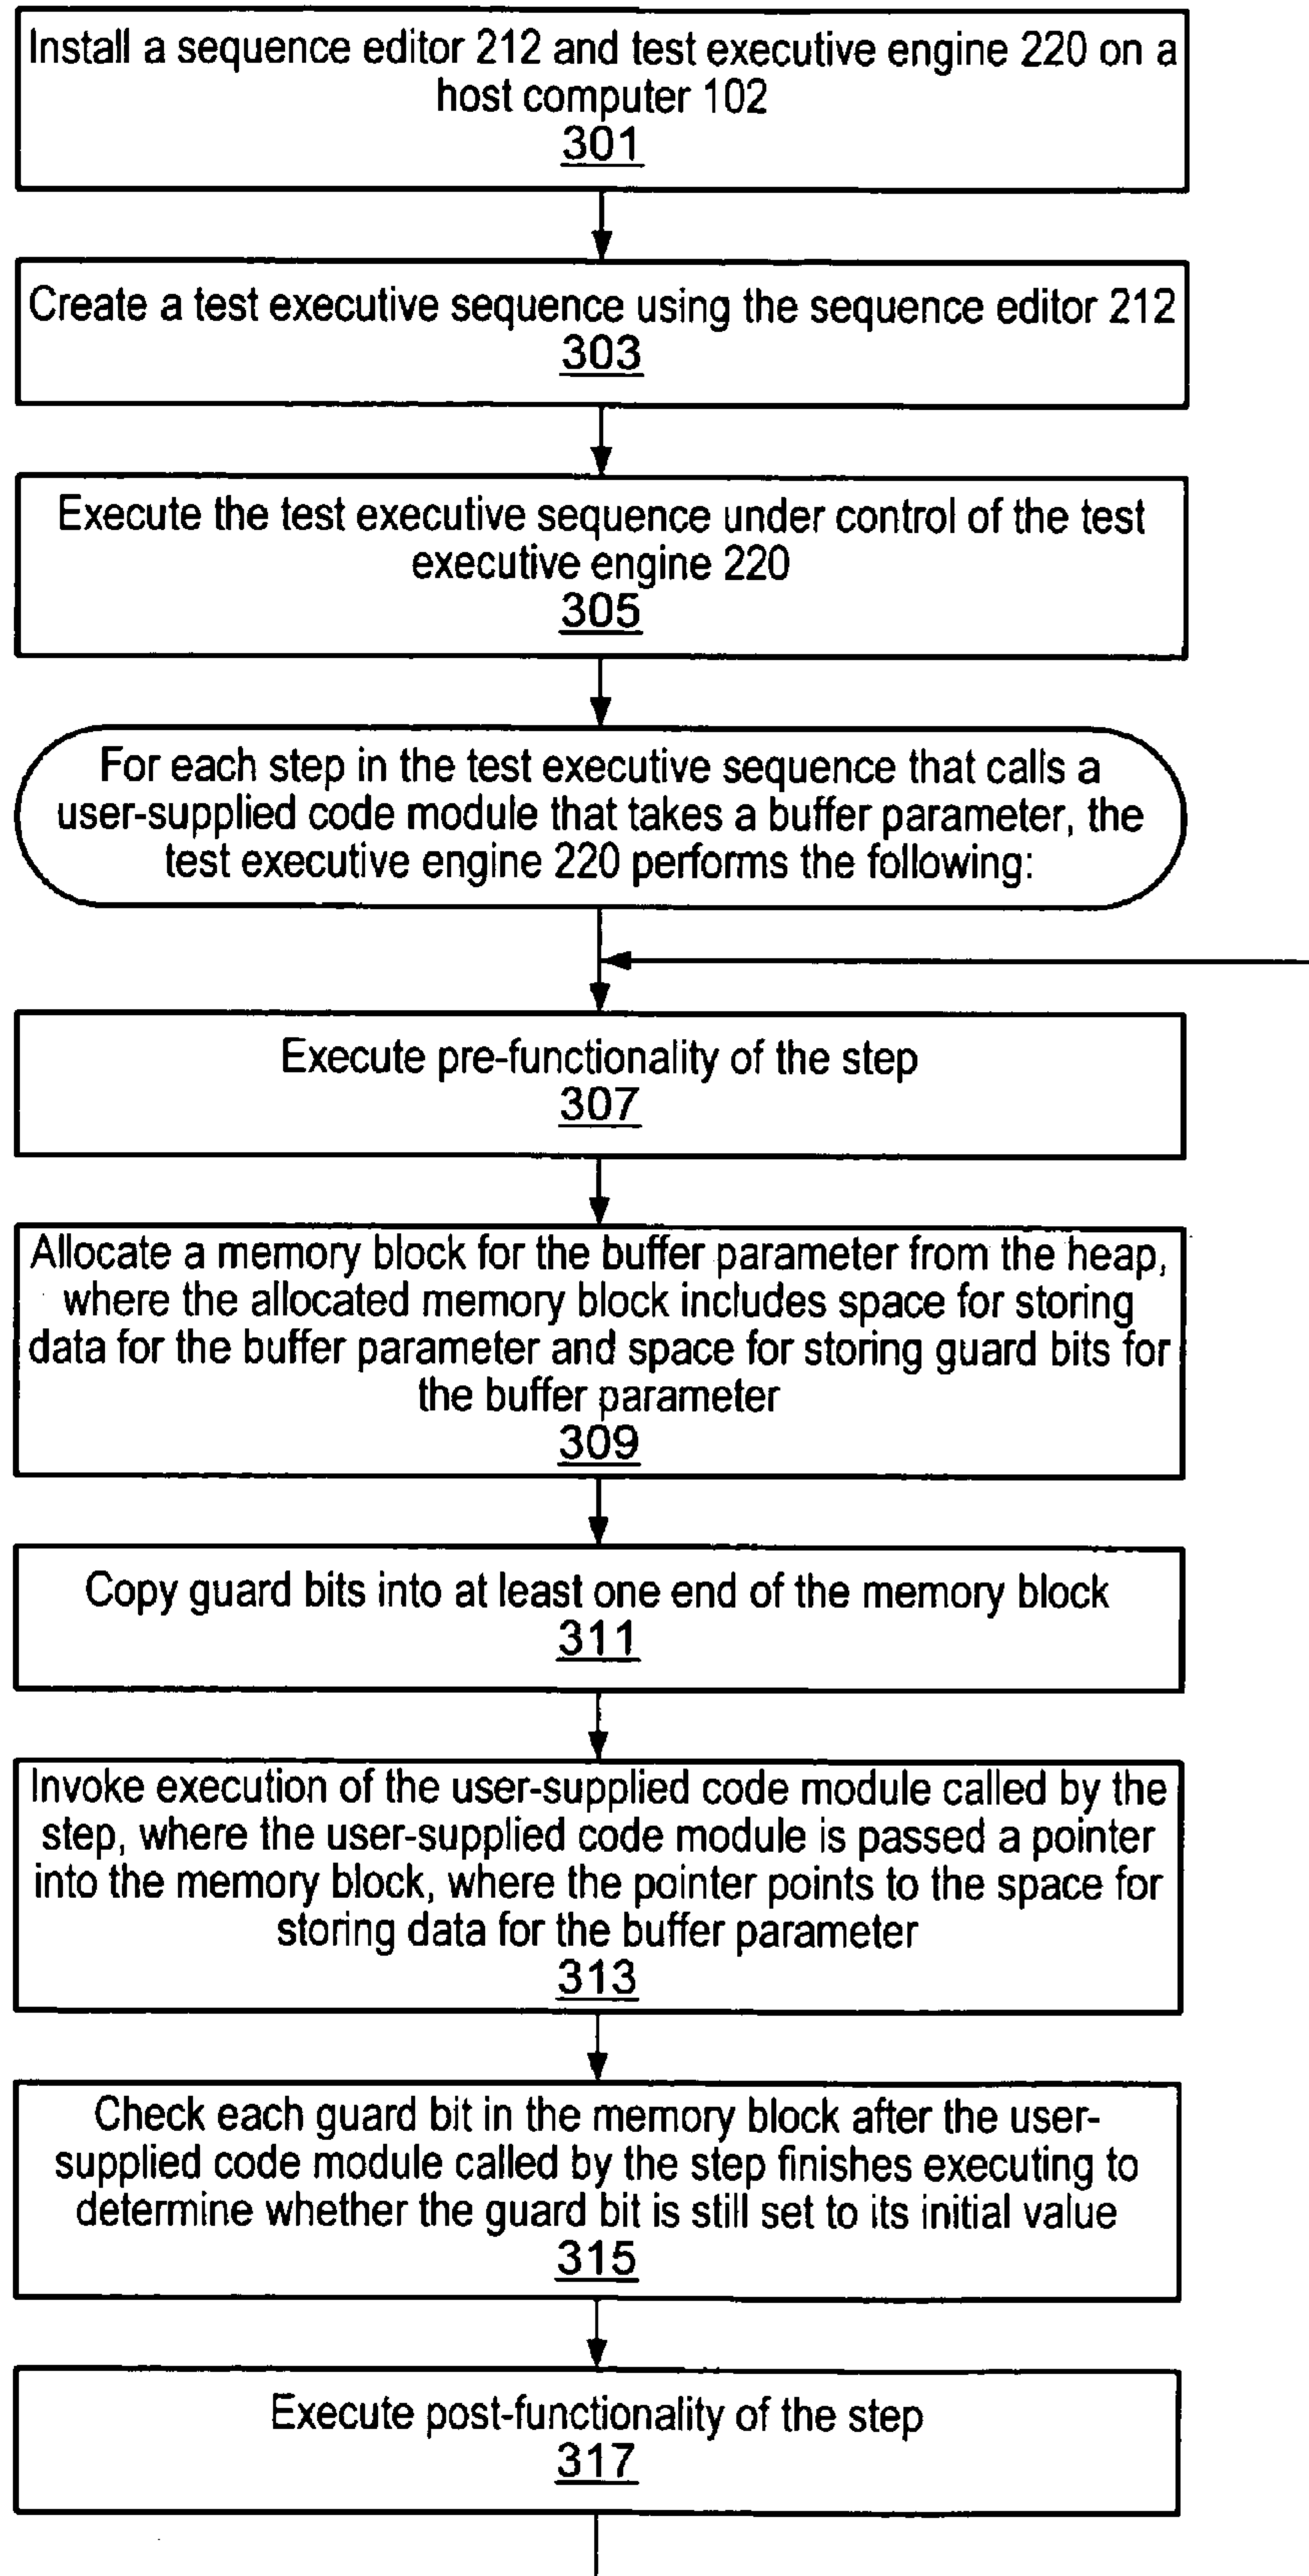 Install a sequence editor 212 and test executive engine 220 on a
host computer 102
301
Create a test executive sequence using the sequence editor 212
303
Execute the test executive sequence under control of the test
executive engine 220
305
For each step in the test executive sequence that calls a
user-supplied code module that takes a buffer parameter, the
test executive engine 220 performs the following:
Execute pre-functionality of the step
307
Allocate a memory block for the buffer parameter from the heap,
where the allocated memory block includes space for storing
data for the buffer parameter and space for storing guard bits for
the buffer parameter
309
Copy guard bits into at least one end of the memory block
311
Invoke execution of the user-supplied code module called by the
step, where the user-supplied code module is passed a pointer
into the memory block, where the pointer points to the space for
storing data for the buffer parameter
313
Check each guard bit in the memory block after the user-
supplied code module called by the step finishes executing to
determine whether the guard bit is still set to its initial value
315
Execute post-functionality of the step
317